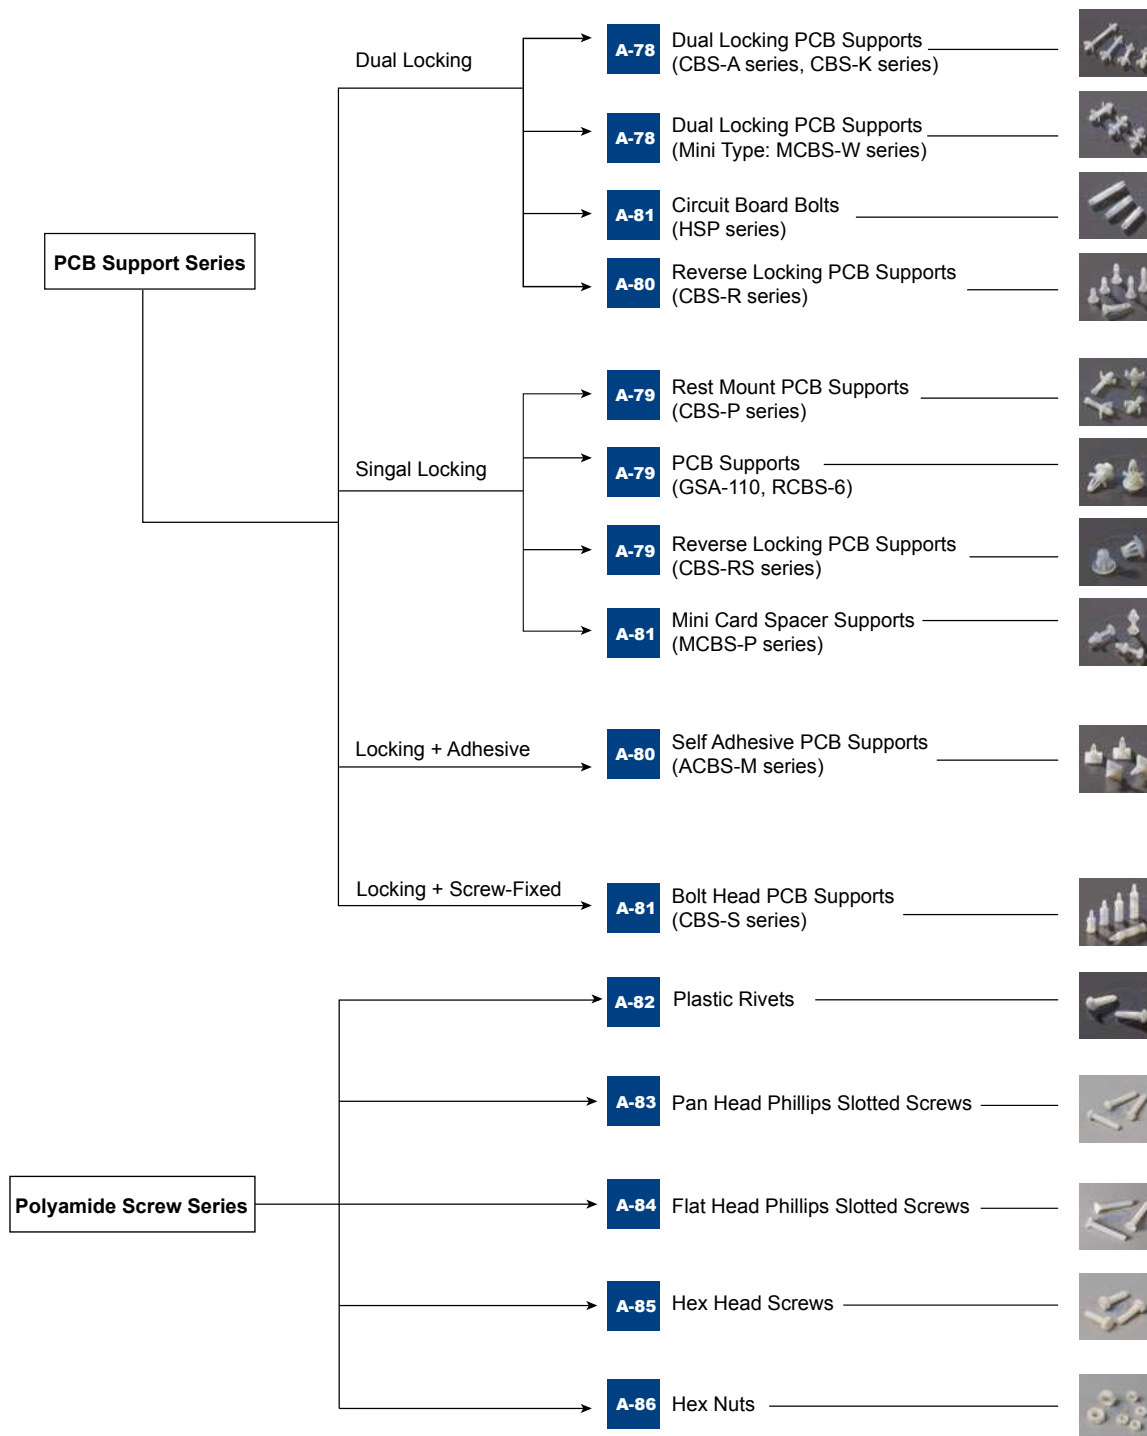 Dual Locking
A-78
Dual Locking PCB Supports
(CBS-A series, CBS-K series)
A-78
Dual Locking PCB Supports
(Mini Type: MCBS-W series)
A-81
Circuit Board Bolts
(HSP series)
PCB Support Series
A-80
Reverse Locking PCB Supports
(CBS-R series)
A-79
Rest Mount PCB Supports
(CBS-P series)
Singal Locking
A-79
PCB Supports
(GSA-110, RCBS-6)
A-79
Reverse Locking PCB Supports
(CBS-RS series)
A-81
Mini Card Spacer Supports
(MCBS-P series)
Locking + Adhesive
A-80
Self Adhesive PCB Supports
(ACBS-M series)
Locking + Screw-Fixed
A-81
Bolt Head PCB Supports
(CBS-S series)
A-82
Plastic Rivets
A-83
Pan Head Phillips Slotted Screws
Polyamide Screw Series
A-84
Flat Head Phillips Slotted Screws
A-85
Hex Head Screws
A-86
Hex Nuts